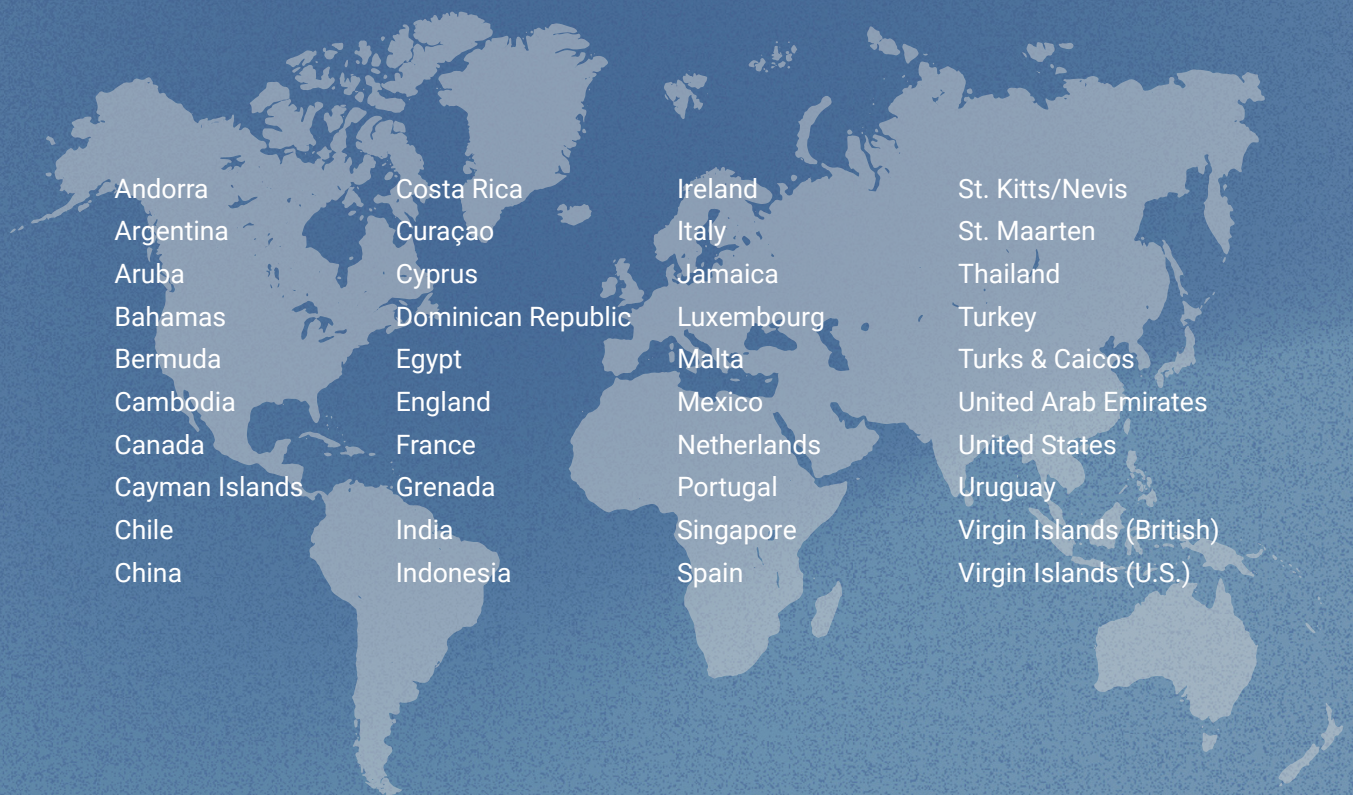 Andorra
Argentina
Aruba
Bahamas
Bermuda
Cambodia
Canada
Cayman Islands
Chile
China
Costa Rica
Curaçao
Cyprus
Dominican Republic
Egypt
England
France
Grenada
India
Indonesia
Ireland
Italy
Jamaica
Luxembourg
Malta
Mexico
Netherlands
Portugal
Singapore
Spain
St. Kitts/Nevis
St. Maarten
Thailand
Turkey
Turks & Caicos
United Arab Emirates
United States
Uruguay
Virgin Islands (British)
Virgin Islands (U.S.)